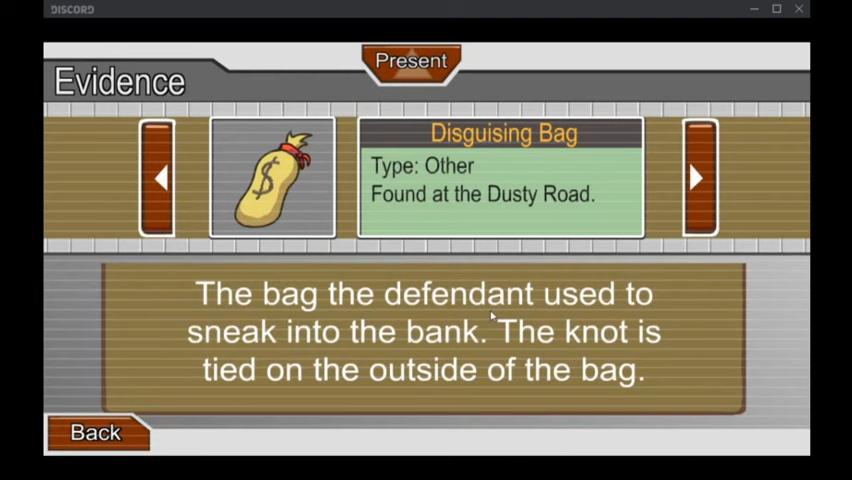 DISCORD
Present
Evidence
Disguising Bag
Type: Other
Found at the Dusty Road.
$
The bag the defendant used to
sneak into the bank. The knot is
tied on the outside of the bag.
Back